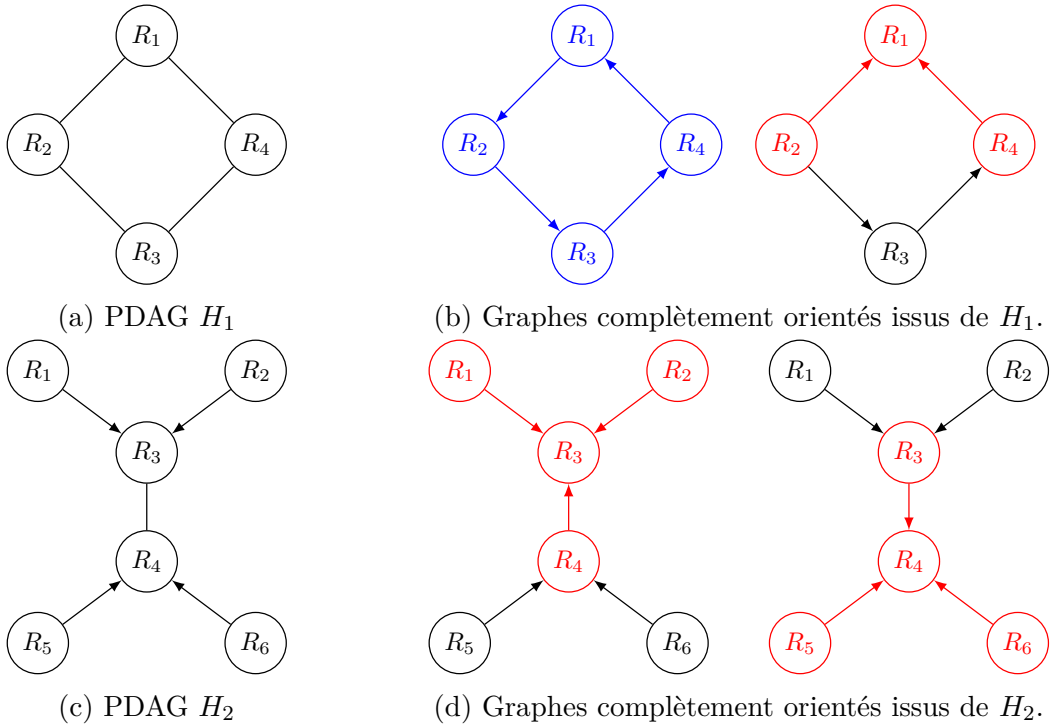 R1
R2
R4
R3
(a) PDAG H1
R1
R2
R4
R3
R1
R2
R4
R3
(b) Graphes complètement orientés issus de H1.
R1
R2
R3
R4
R5
R6
(c) PDAG H2
R1
R2
R3
R4
R5
R6
R1
R2
R3
R4
R5
R6
(d) Graphes complètement orientés issus de H2.